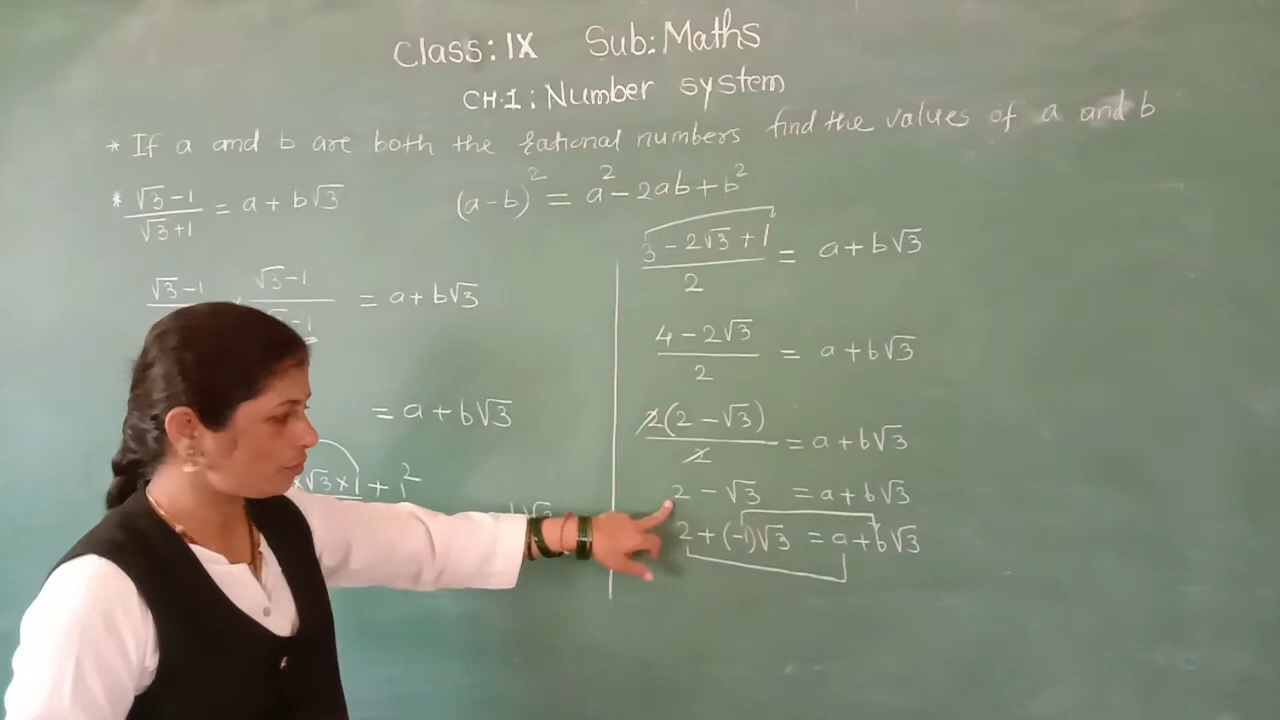 Class: IX Sub: Maths
CH.1: Number system
* If a and b are both the rational numbers find the values of a and b
* √3-1/√3+1 = a+b√3
(a-b)² = a²-2ab+b²
√3-1/ × √3-1/ -1 = a+b√3
= a+b√3
×√3×1 + 1²
3-2√3+1/2 = a+b√3
4-2√3/2 = a+b√3
2(2-√3)/2 = a+b√3
2-√3 = a+b√3
2+(-1)√3 = a+b√3